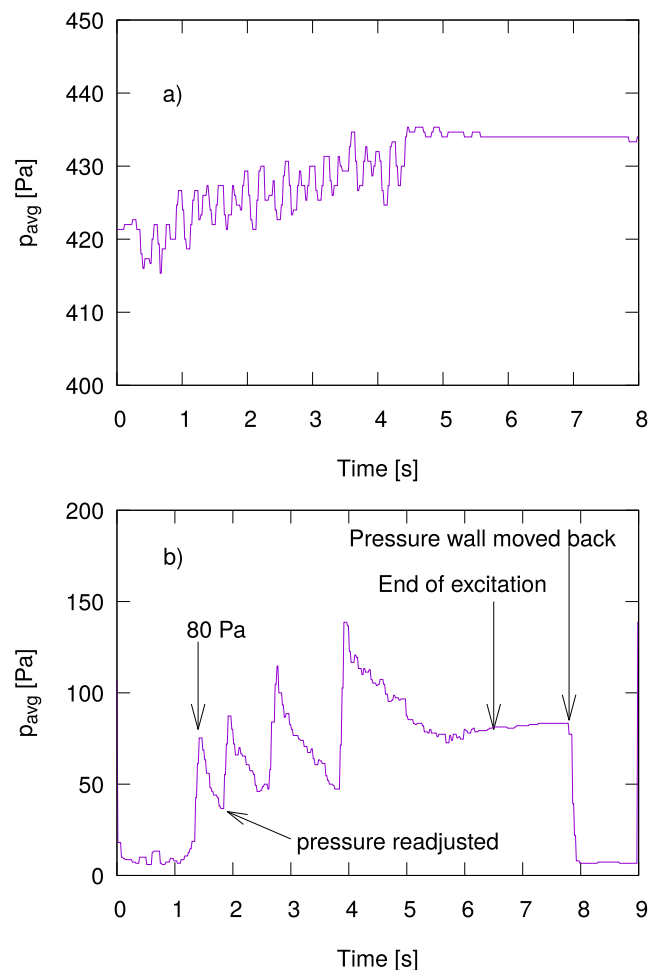 450
440
430
420
410
400
p_avg [Pa]
a)
0 1 2 3 4 5 6 7 8
Time [s]
200
150
100
50
0
p_avg [Pa]
b)
Pressure wall moved back
End of excitation
80 Pa
pressure readjusted
0 1 2 3 4 5 6 7 8 9
Time [s]